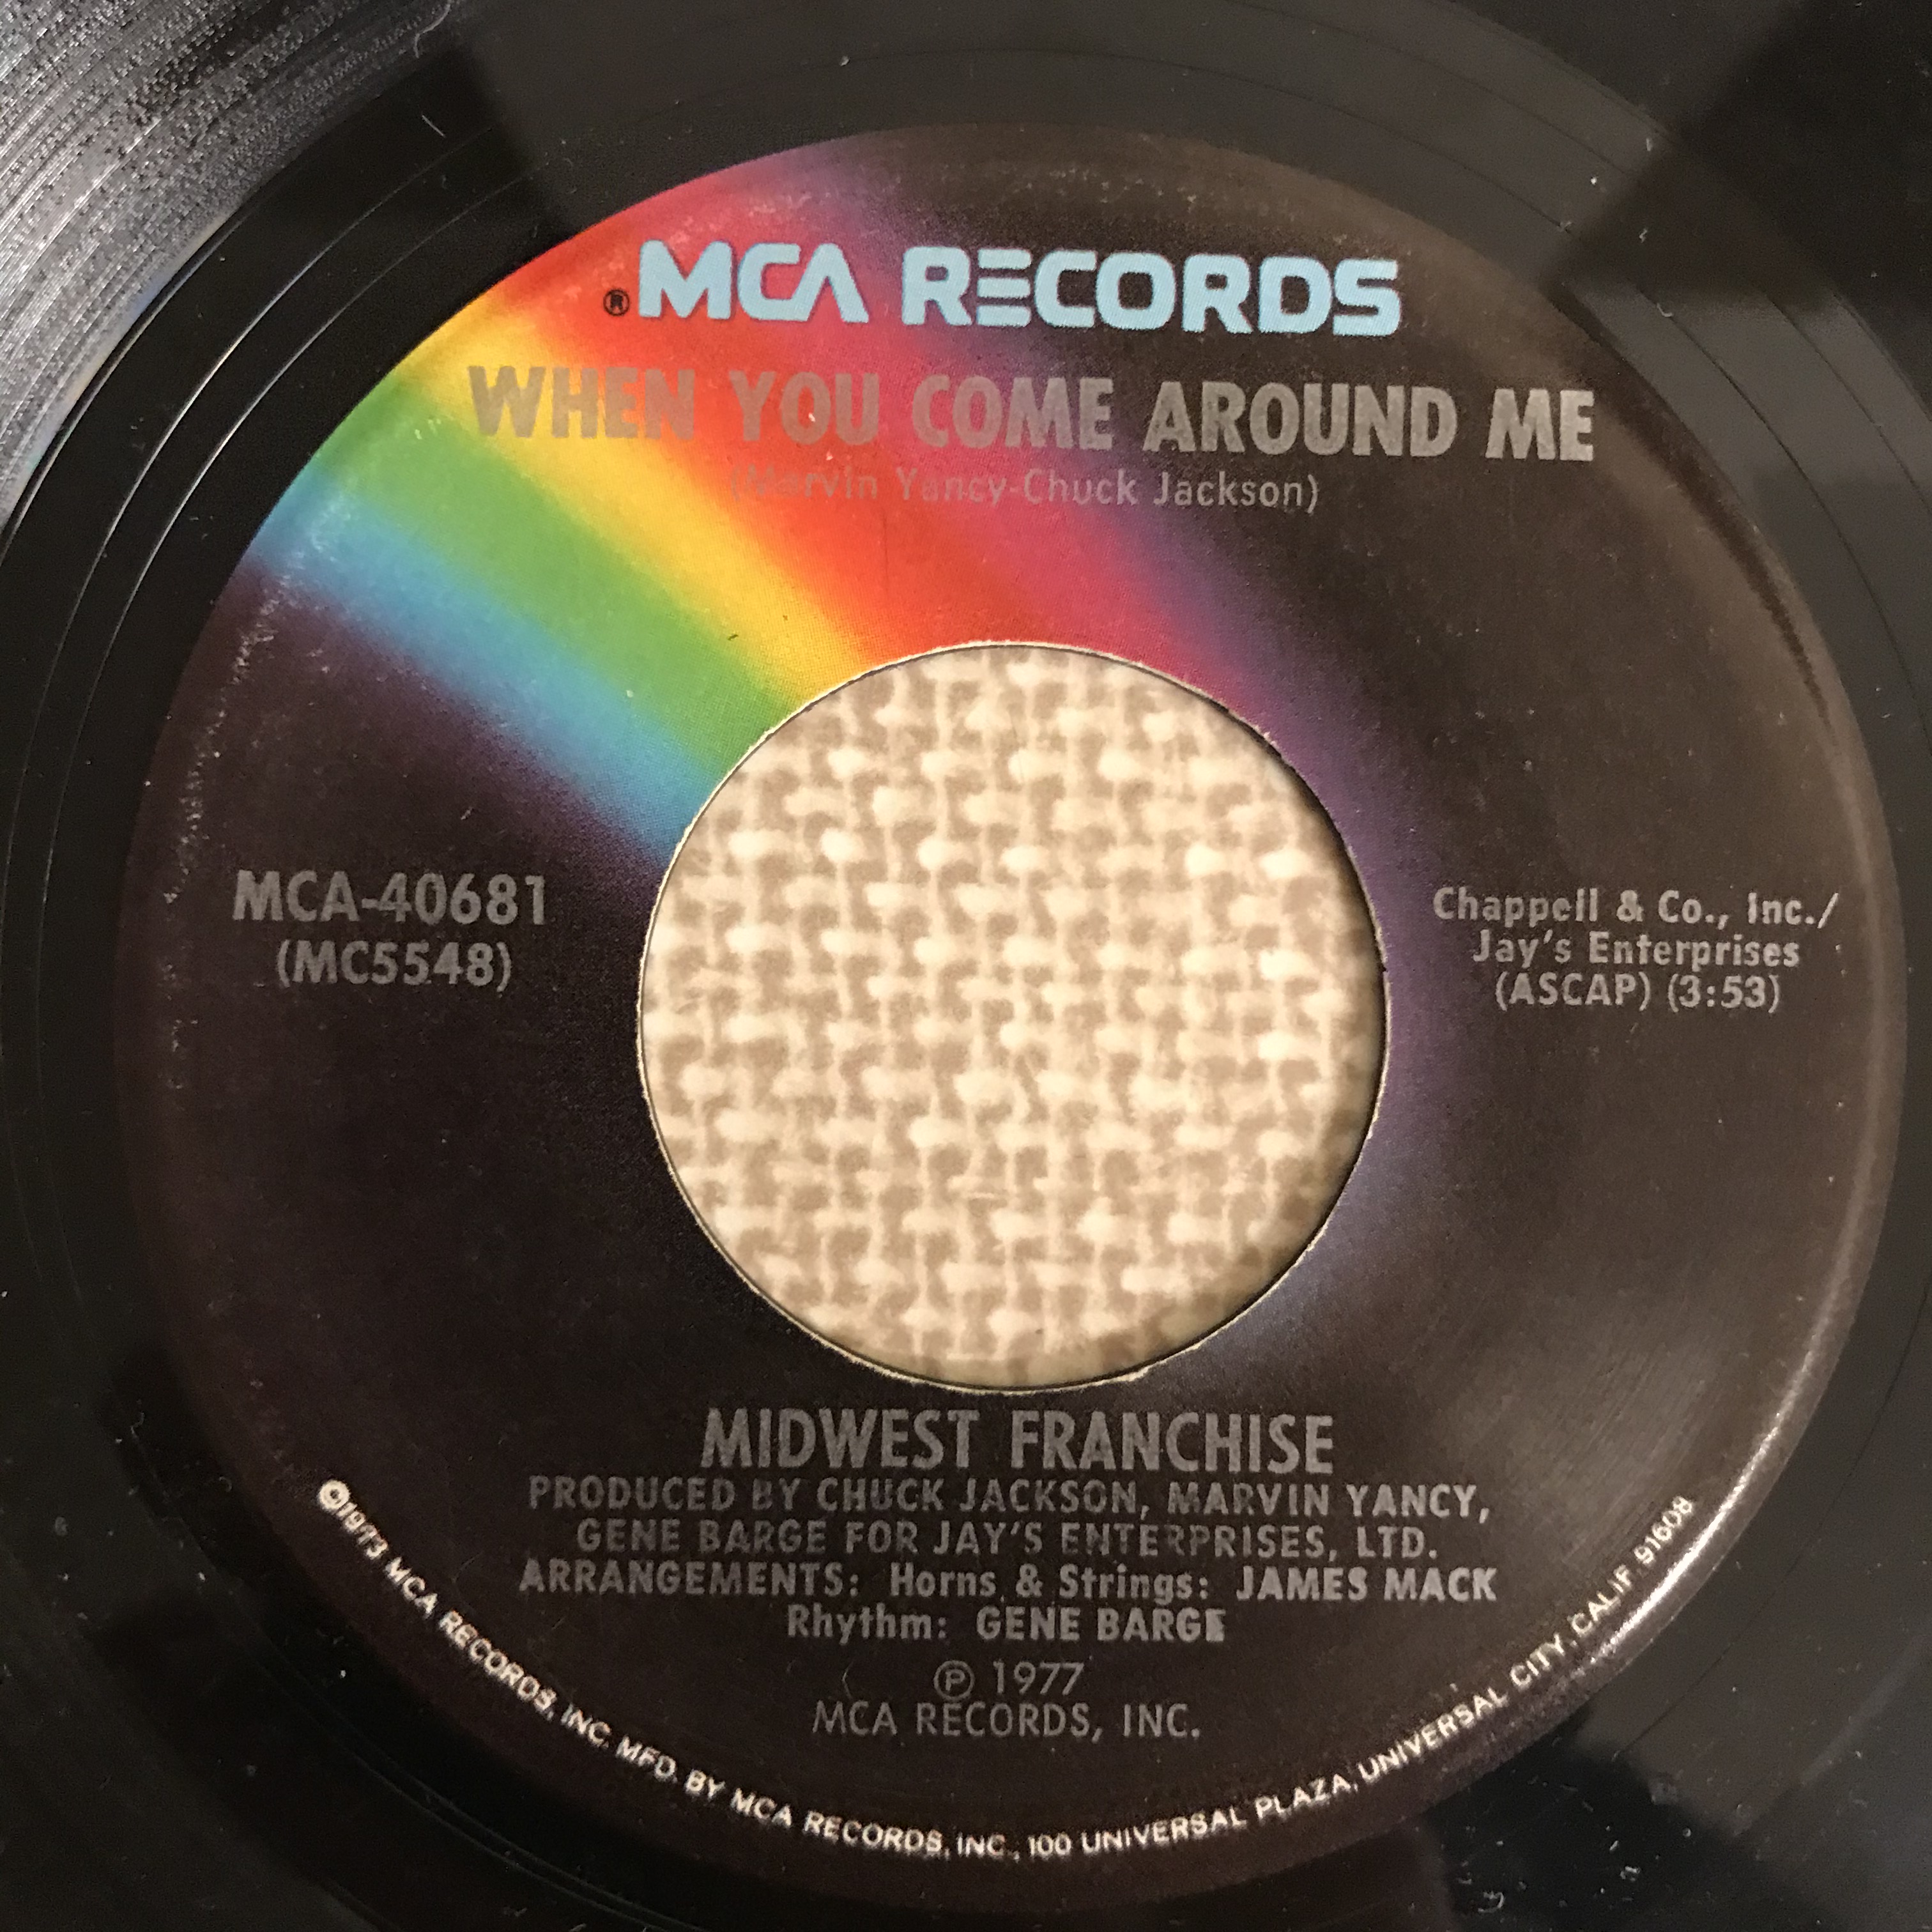 ® MCA RECORDS
WHEN YOU COME AROUND ME
(Marvin Yancy-Chuck Jackson)
MCA-40681
(MC5548)
Chappell & Co., Inc./
Jay's Enterprises
(ASCAP) (3:53)
MIDWEST FRANCHISE
PRODUCED BY CHUCK JACKSON, MARVIN YANCY,
GENE BARGE FOR JAY'S ENTERPRISES, LTD.
ARRANGEMENTS: Horns & Strings: JAMES MACK
Rhythm: GENE BARGE
℗ 1977
MCA RECORDS, INC.
©1973 MCA RECORDS, INC. MFD. BY MCA RECORDS, INC., 100 UNIVERSAL PLAZA, UNIVERSAL CITY, CALIF. 91608